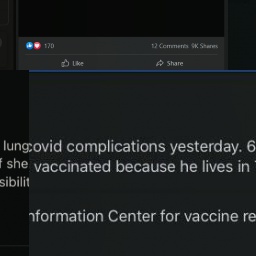 170
12 Comments 9K Shares
Like
Share
lung
covid complications yesterday. 6
f she
vaccinated because he lives in
sibilit
nformation Center for vaccine re